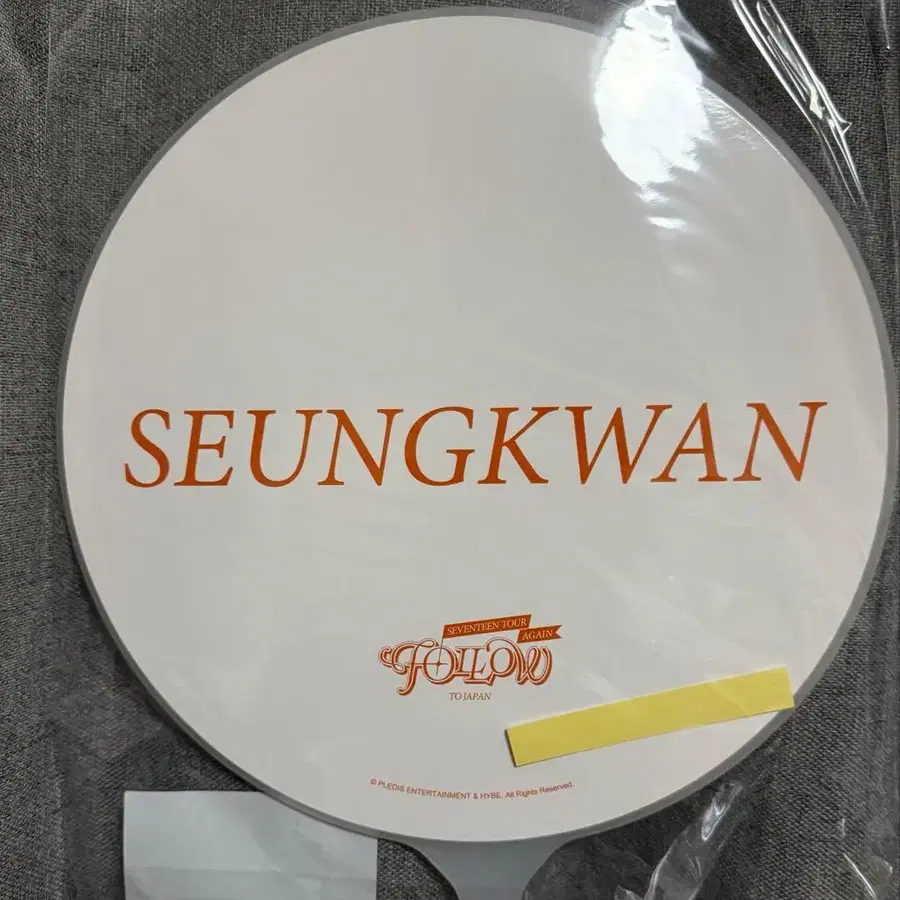 SEUNGKWAN
SEVENTEEN TOUR
AGAIN
FOLLOW
TO JAPAN
© PLEDIS ENTERTAINMENT & HYBE. All Rights Reserved.